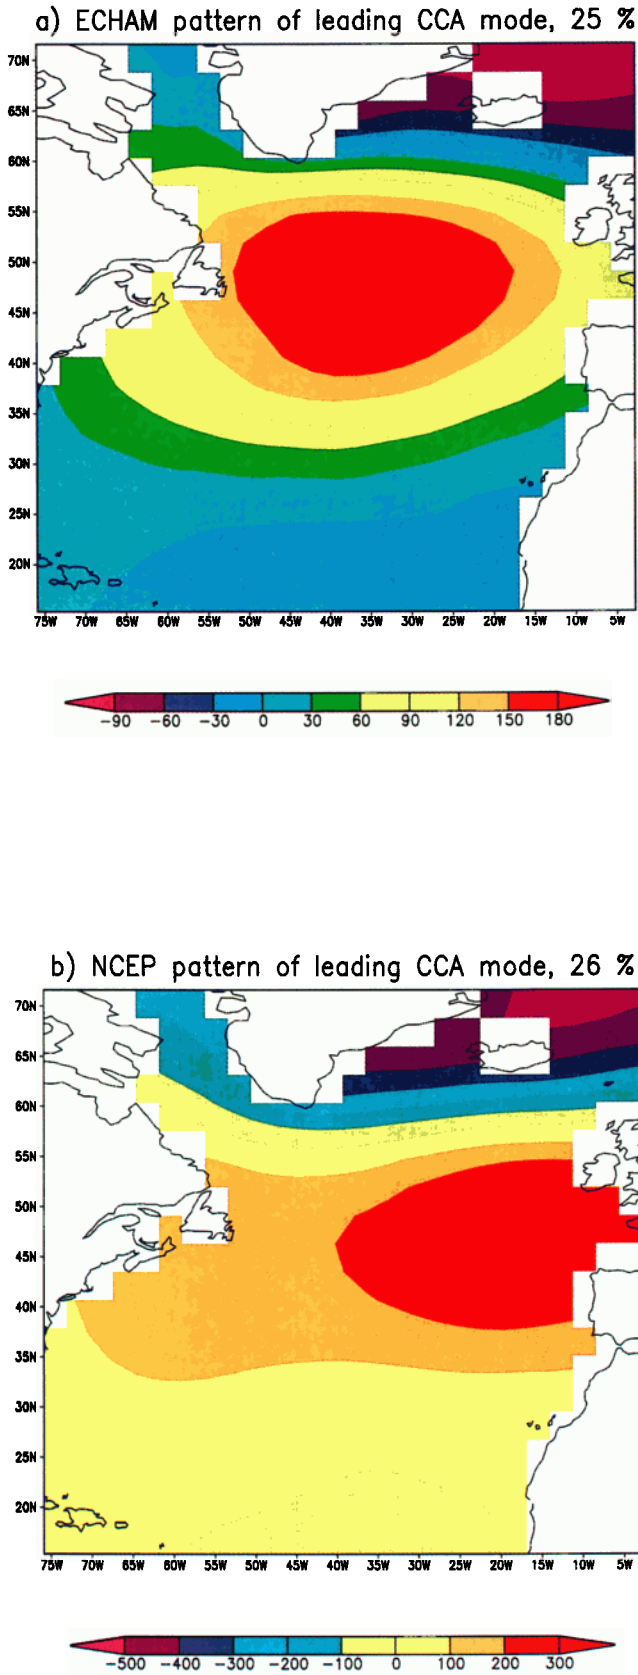 a) ECHAM pattern of leading CCA mode, 25 %
70N
65N
60N
55N
50N
45N
40N
35N
30N
25N
20N
75W 70W 65W 60W 55W 50W 45W 40W 35W 30W 25W 20W 15W 10W 5W
−90 −60 −30 0 30 60 90 120 150 180
b) NCEP pattern of leading CCA mode, 26 %
70N
65N
60N
55N
50N
45N
40N
35N
30N
25N
20N
75W 70W 65W 60W 55W 50W 45W 40W 35W 30W 25W 20W 15W 10W 5W
−500 −400 −300 −200 −100 0 100 200 300